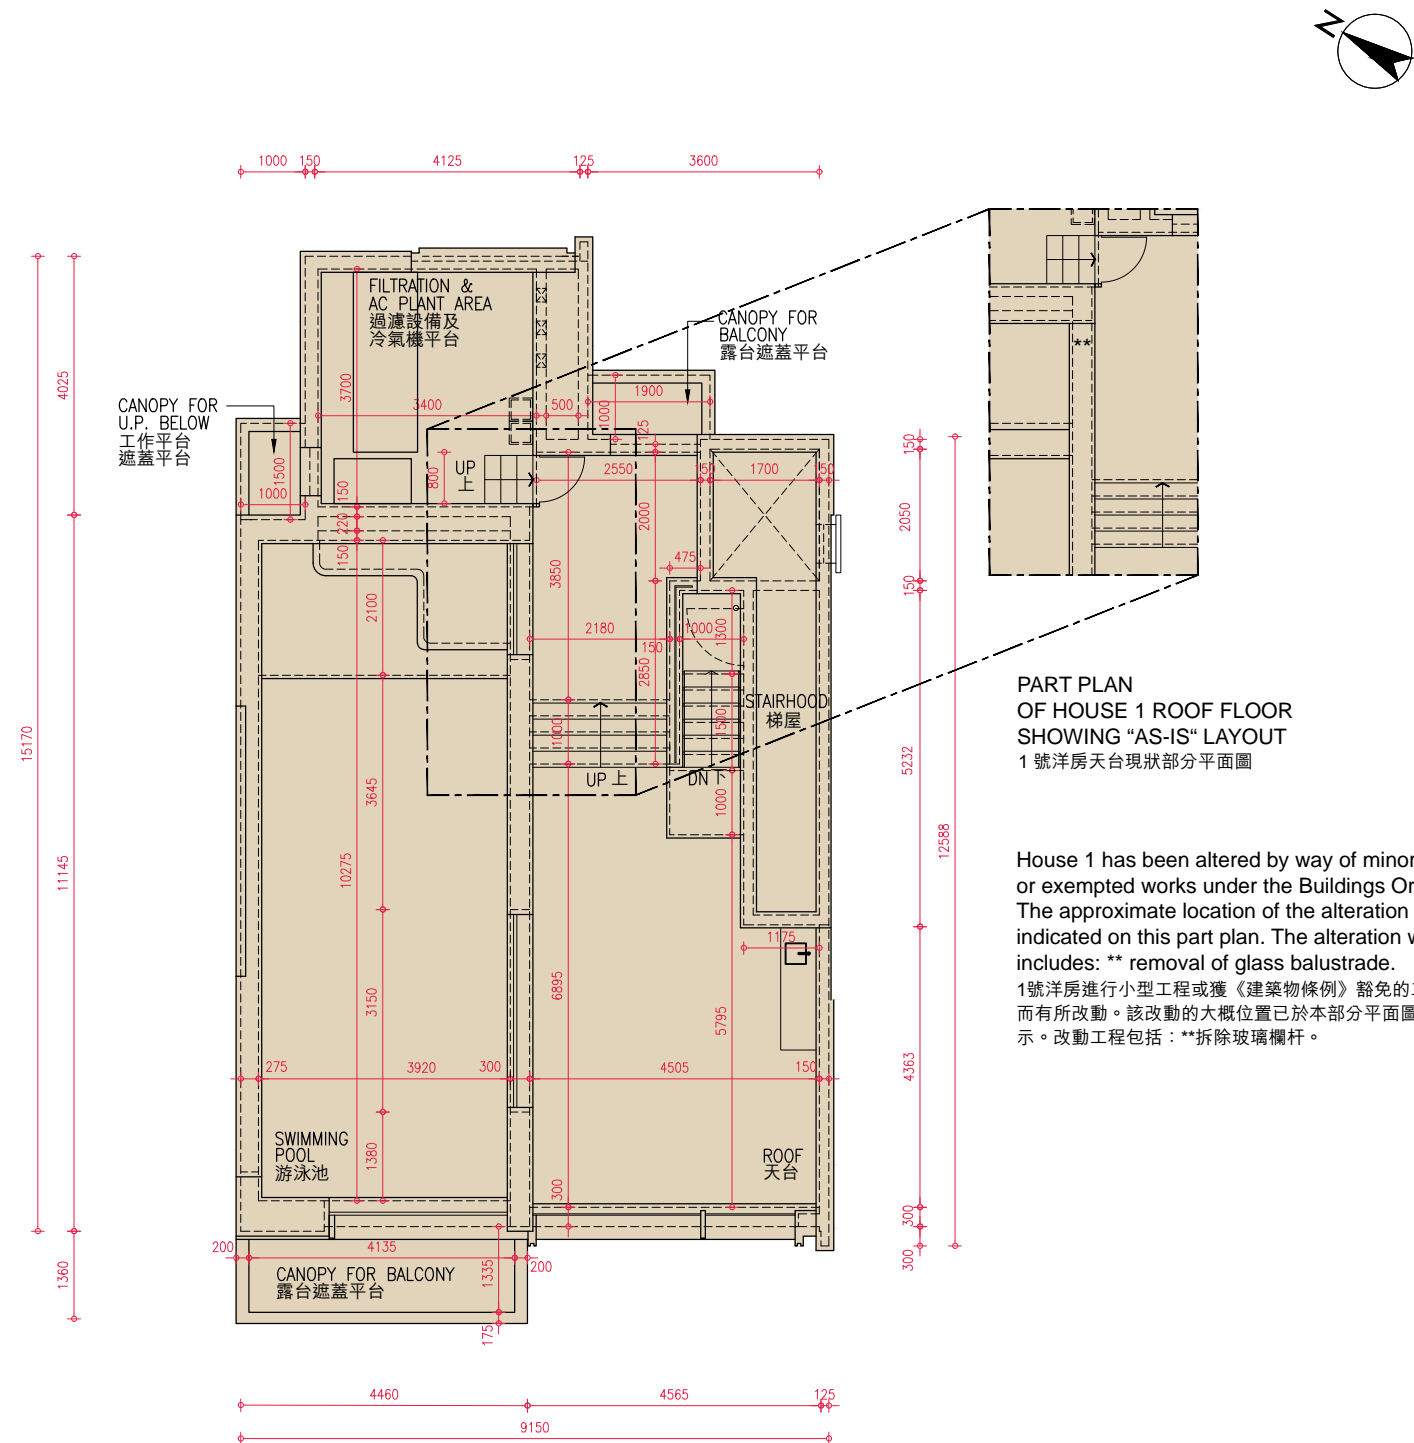 N
1000 150 4125 125 3600
FILTRATION &
AC PLANT AREA
過濾設備及
冷氣機平台
CANOPY FOR
BALCONY
露台遮蓋平台
CANOPY FOR
U.P. BELOW
工作平台
遮蓋平台
4025
15170
11145
1360
3700
3400
500
1000
1900
125
1500
1000
800
UP
上
150
220
150
2550
150
1700
150
2000
475
3850
2100
2180
150
1000
1300
2850
1500
STAIRHOOD
梯屋
1000
UP 上
DN 下
1000
3645
10275
3150
1380
6895
5795
1175
275
3920
300
4505
150
300
SWIMMING
POOL
游泳池
ROOF
天台
150
2050
150
5232
12588
4363
300
300
200
4135
200
1335
175
CANOPY FOR BALCONY
露台遮蓋平台
4460 4565 125
9150
**
PART PLAN
OF HOUSE 1 ROOF FLOOR
SHOWING “AS-IS“ LAYOUT
1 號洋房天台現狀部分平面圖
House 1 has been altered by way of minor
or exempted works under the Buildings Or
The approximate location of the alteration
indicated on this part plan. The alteration w
includes: ** removal of glass balustrade.
1號洋房進行小型工程或獲《建築物條例》豁免的
而有所改動。該改動的大概位置已於本部分平面圖
示。改動工程包括：**拆除玻璃欄杆。